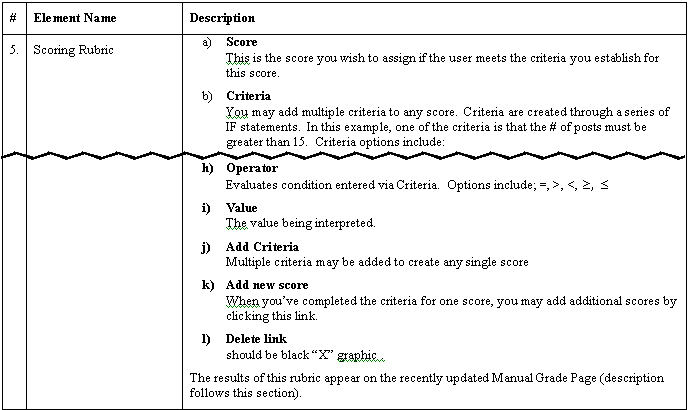 # Element Name Description
5. Scoring Rubric
a) Score
This is the score you wish to assign if the user meets the criteria you establish for
this score.
b) Criteria
You may add multiple criteria to any score. Criteria are created through a series of
IF statements. In this example, one of the criteria is that the # of posts must be
greater than 15. Criteria options include:
h) Operator
Evaluates condition entered via Criteria. Options include; =, >, <, ≥, ≤
i) Value
The value being interpreted.
j) Add Criteria
Multiple criteria may be added to create any single score
k) Add new score
When you've completed the criteria for one score, you may add additional scores by
clicking this link.
l) Delete link
should be black “X” graphic.
The results of this rubric appear on the recently updated Manual Grade Page (description
follows this section).